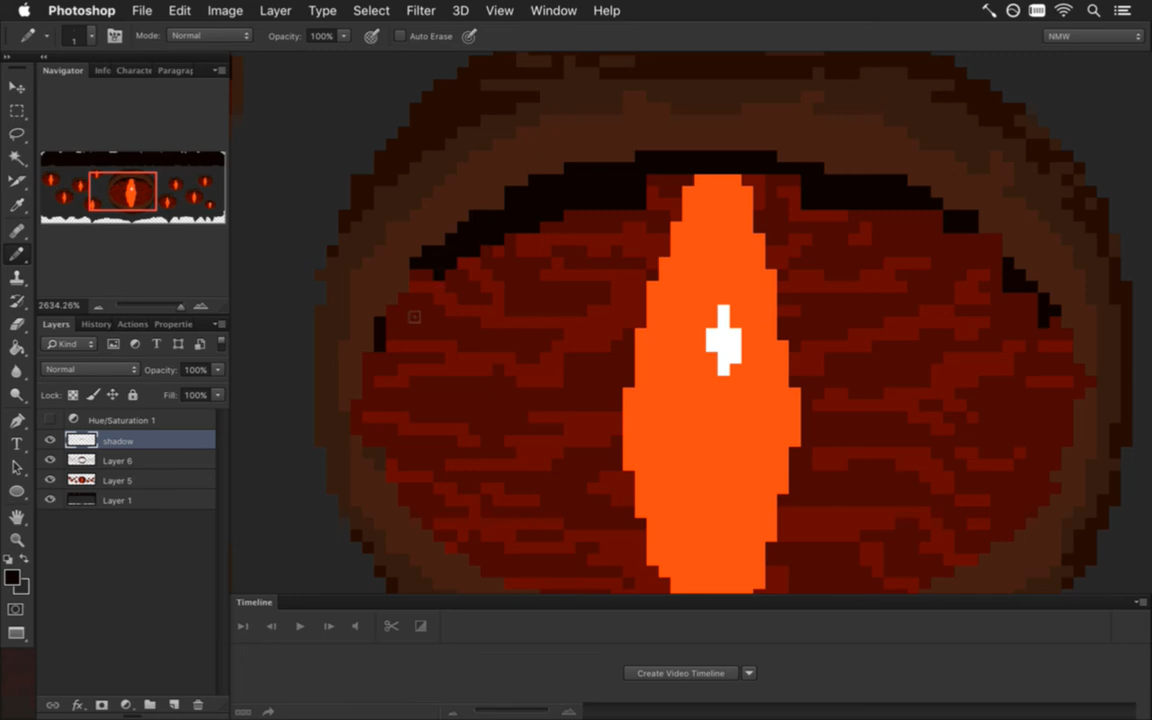 Photoshop File Edit Image Layer Type Select Filter 3D View Window Help
1 Mode: Normal Opacity: 100% Auto Erase NMW
Navigator Info Characte Paragrap
2634.26%
Layers History Actions Propertie
Kind
Normal Opacity: 100%
Lock: Fill: 100%
Hue/Saturation 1
shadow
Layer 6
Layer 5
Layer 1
Timeline
Create Video Timeline
fx